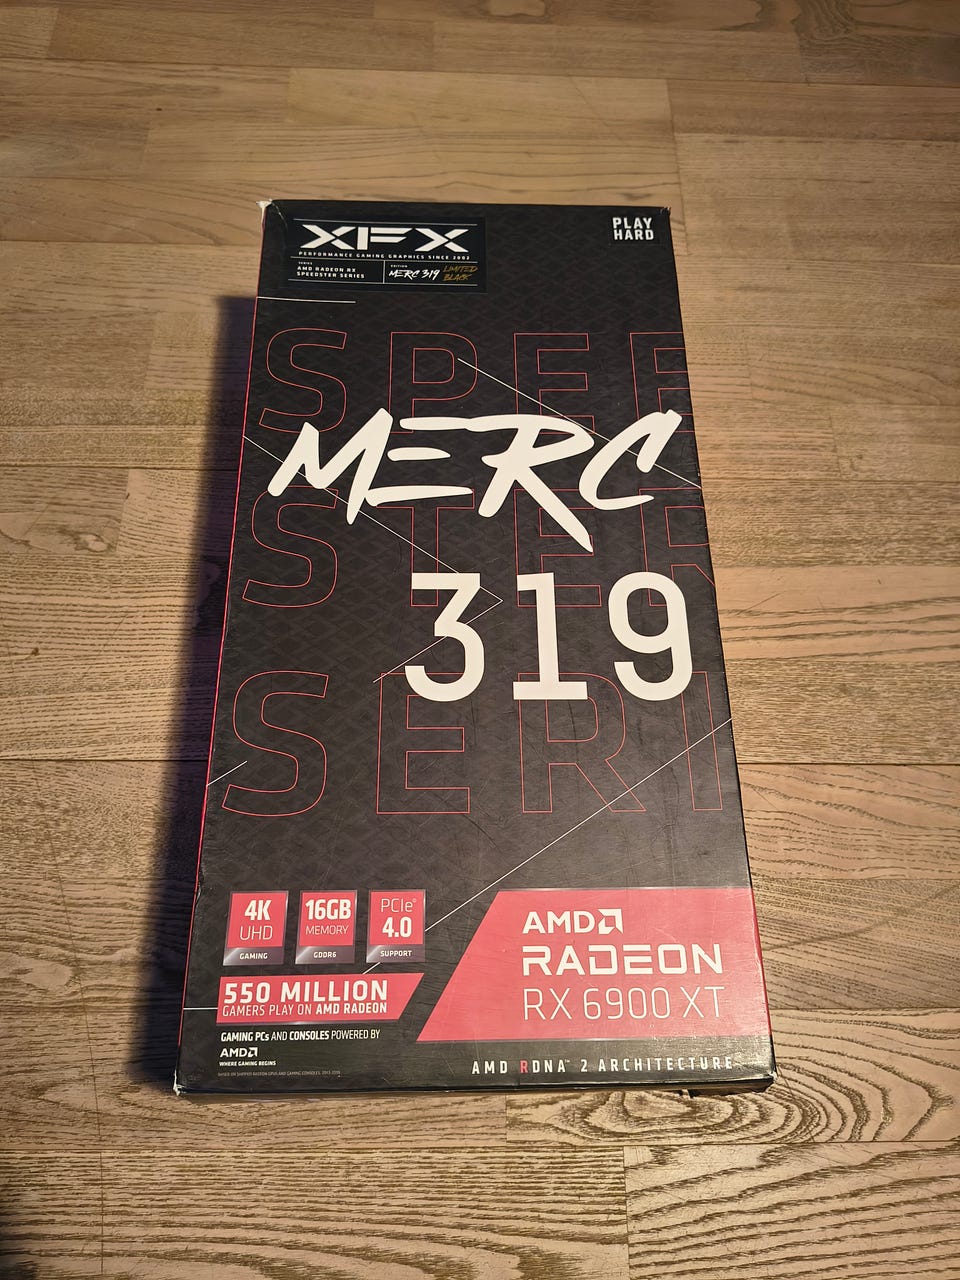 XFX
PLAY
HARD
PERFORMANCE GAMING GRAPHICS SINCE 2002
SERIES
AMD RADEON RX
SPEEDSTER SERIES
EDITION
MERC 319
LIMITED
BLACK
SPEE
MERC
STER
319
SERI
4K
UHD
GAMING
16GB
MEMORY
GDDR6
PCIe®
4.0
SUPPORT
AMD
RADEON
RX 6900 XT
550 MILLION
GAMERS PLAY ON AMD RADEON
GAMING PCs AND CONSOLES POWERED BY
AMD
WHERE GAMING BEGINS
AMD RDNA™ 2 ARCHITECTURE